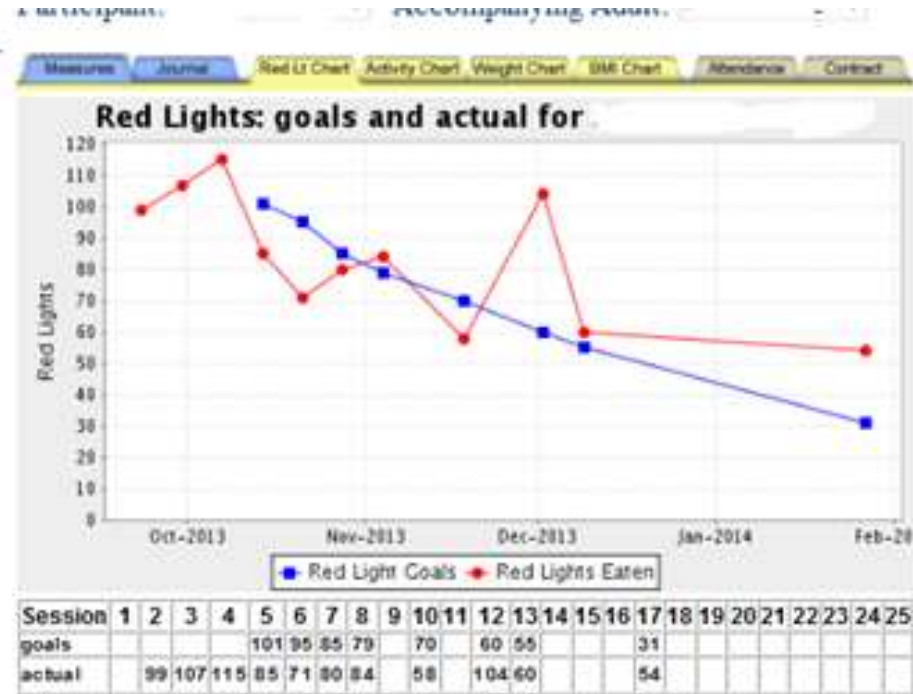 Participant: Accompanying Adult:
Measures Journal Red Lt Chart Activity Chart Weight Chart BMI Chart Attendance Contract
Red Lights: goals and actual for
120
110
100
90
80
70
60
50
40
30
20
10
0
Red Lights
Oct-2013 Nov-2013 Dec-2013 Jan-2014 Feb-20
Red Light Goals Red Lights Eaten
Session 1 2 3 4 5 6 7 8 9 10 11 12 13 14 15 16 17 18 19 20 21 22 23 24 25
goals 101 95 85 79 70 60 55 31
actual 99 107 115 85 71 80 84 58 104 60 54